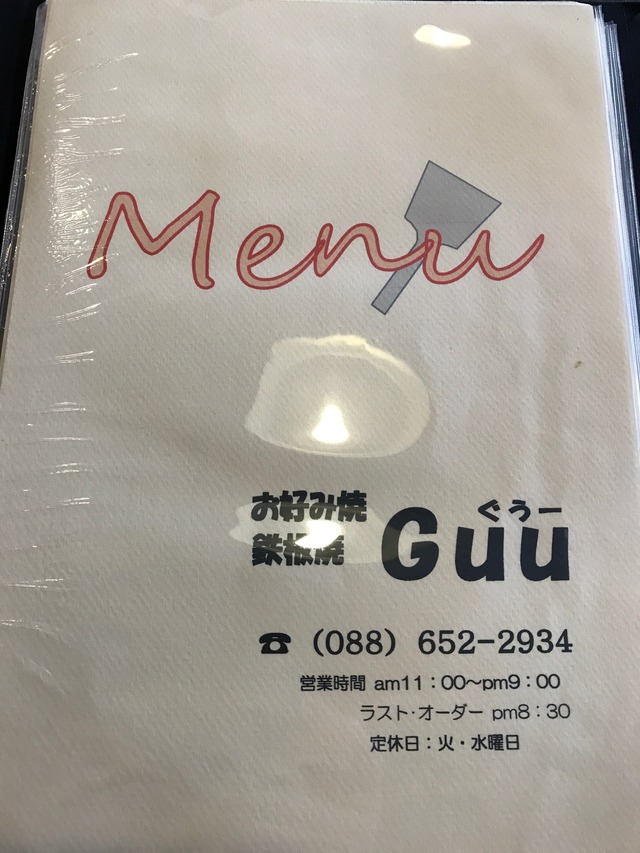 Menu
お好み焼
鉄板焼
ぐうー
Guu
☎ (088) 652-2934
営業時間 am11:00～pm9:00
ラスト・オーダー pm8:30
定休日:火・水曜日